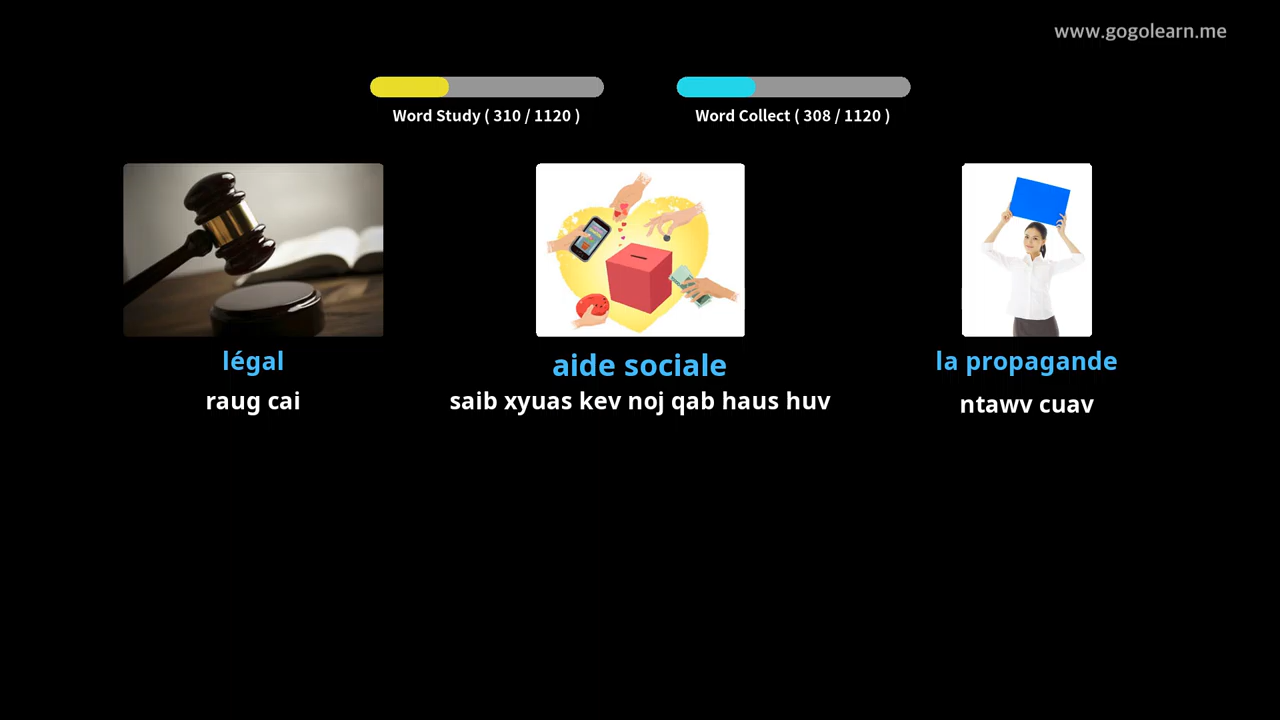 www.gogolearn.me
Word Study ( 310 / 1120 )
Word Collect ( 308 / 1120 )
légal
aide sociale
la propagande
raug cai
saib xyuas kev noj qab haus huv
ntawv cuav